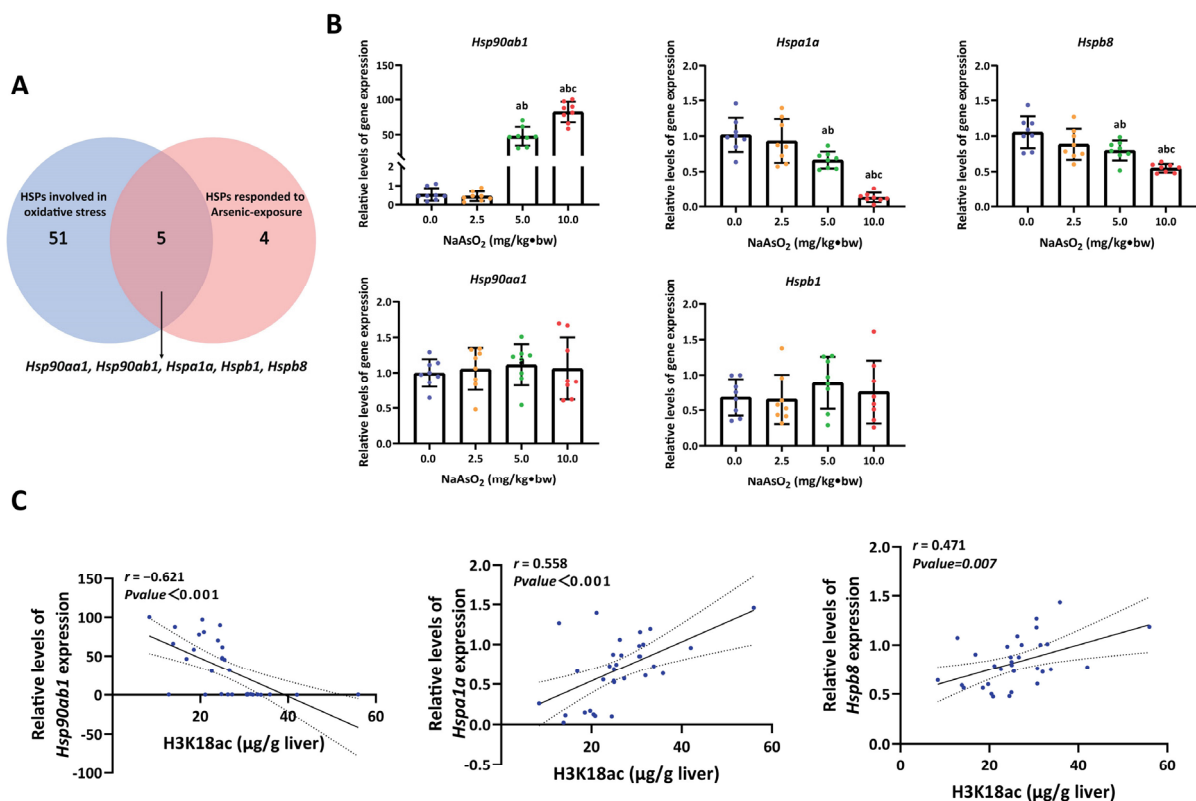 A
HSPs involved in
oxidative stress
51
5
HSPs responded to
Arsenic-exposure
4
Hsp90aa1, Hsp90ab1, Hspa1a, Hspb1, Hspb8
B
Hsp90ab1
Relative levels of gene expression
150
100
50
2
1
0
ab
abc
0.0 2.5 5.0 10.0
NaAsO2 (mg/kg•bw)
Hspa1a
Relative levels of gene expression
2.0
1.5
1.0
0.5
0.0
ab
abc
0.0 2.5 5.0 10.0
NaAsO2 (mg/kg•bw)
Hspb8
Relative levels of gene expression
2.0
1.5
1.0
0.5
0.0
ab
abc
0.0 2.5 5.0 10.0
NaAsO2 (mg/kg•bw)
Hsp90aa1
Relative levels of gene expression
2.0
1.5
1.0
0.5
0.0
0.0 2.5 5.0 10.0
NaAsO2 (mg/kg•bw)
Hspb1
Relative levels of gene expression
2.0
1.5
1.0
0.5
0.0
0.0 2.5 5.0 10.0
NaAsO2 (mg/kg•bw)
C
Relative levels of
Hsp90ab1 expression
r = −0.621
Pvalue<0.001
150
100
50
0
-50
-100
20 40 60
H3K18ac (μg/g liver)
Relative levels of
Hspa1a expression
r = 0.558
Pvalue<0.001
2.0
1.5
1.0
0.5
0.0
-0.5
20 40 60
H3K18ac (μg/g liver)
Relative levels of
Hspb8 expression
r = 0.471
Pvalue=0.007
2.0
1.5
1.0
0.5
0.0
0 20 40 60
H3K18ac (μg/g liver)